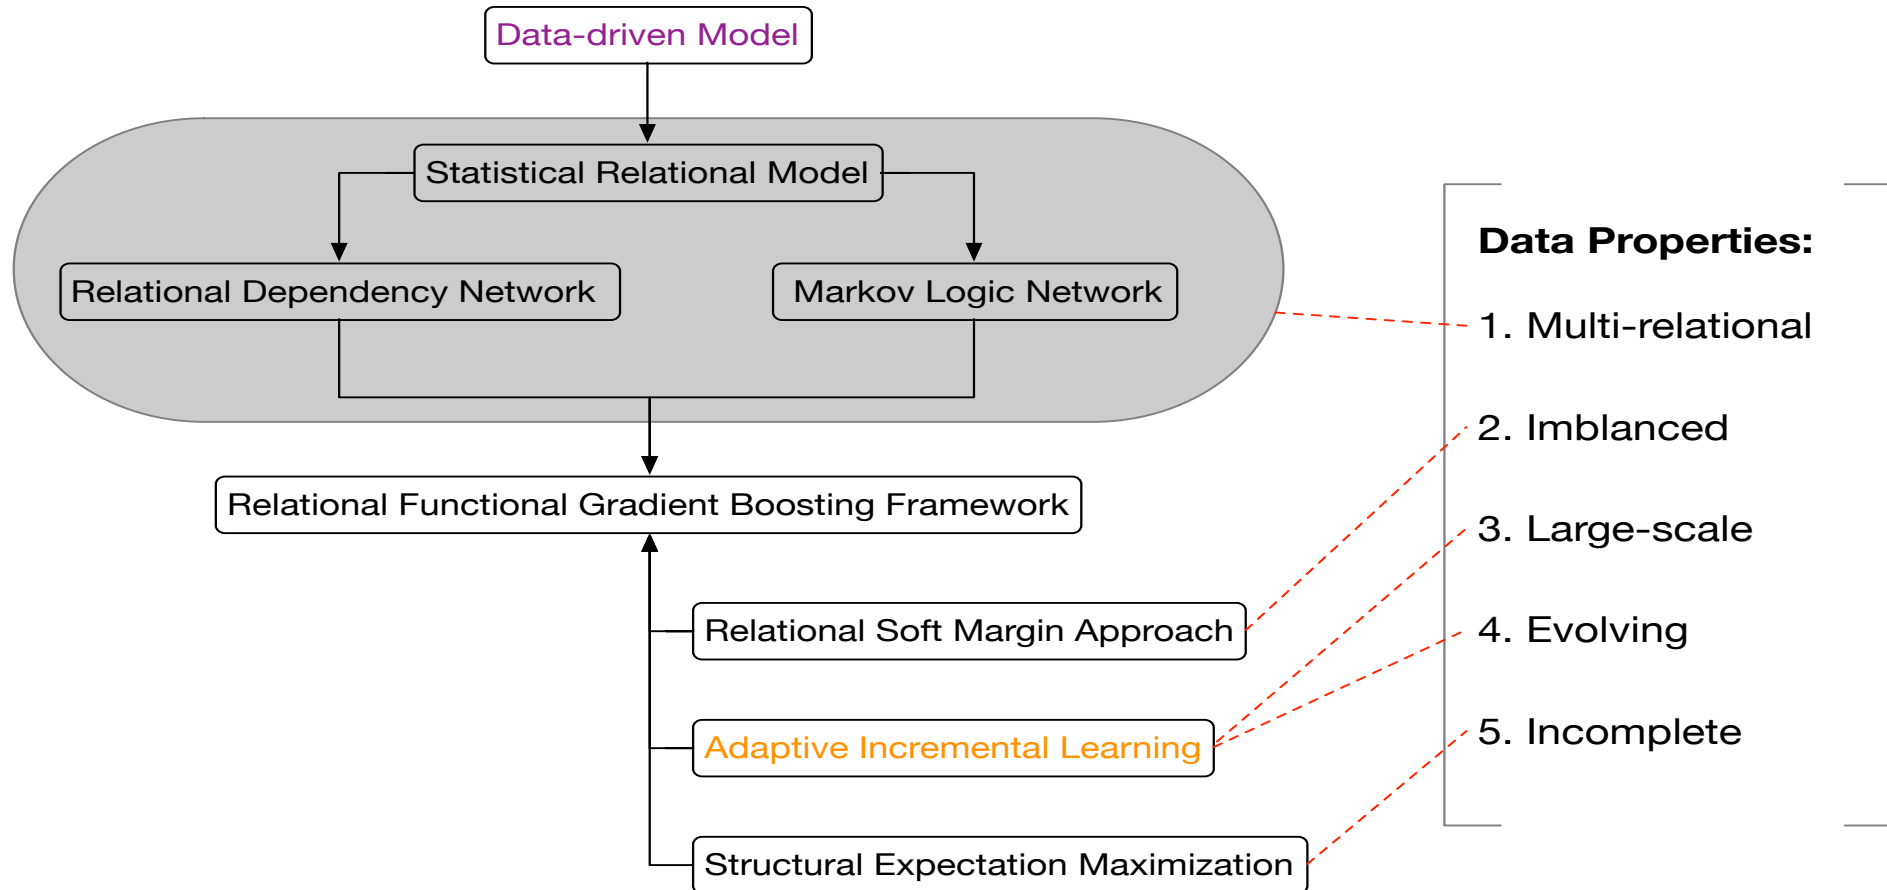 Data-driven Model
Statistical Relational Model
Relational Dependency Network
Markov Logic Network
Relational Functional Gradient Boosting Framework
Relational Soft Margin Approach
Adaptive Incremental Learning
Structural Expectation Maximization
Data Properties:
1. Multi-relational
2. Imblanced
3. Large-scale
4. Evolving
5. Incomplete